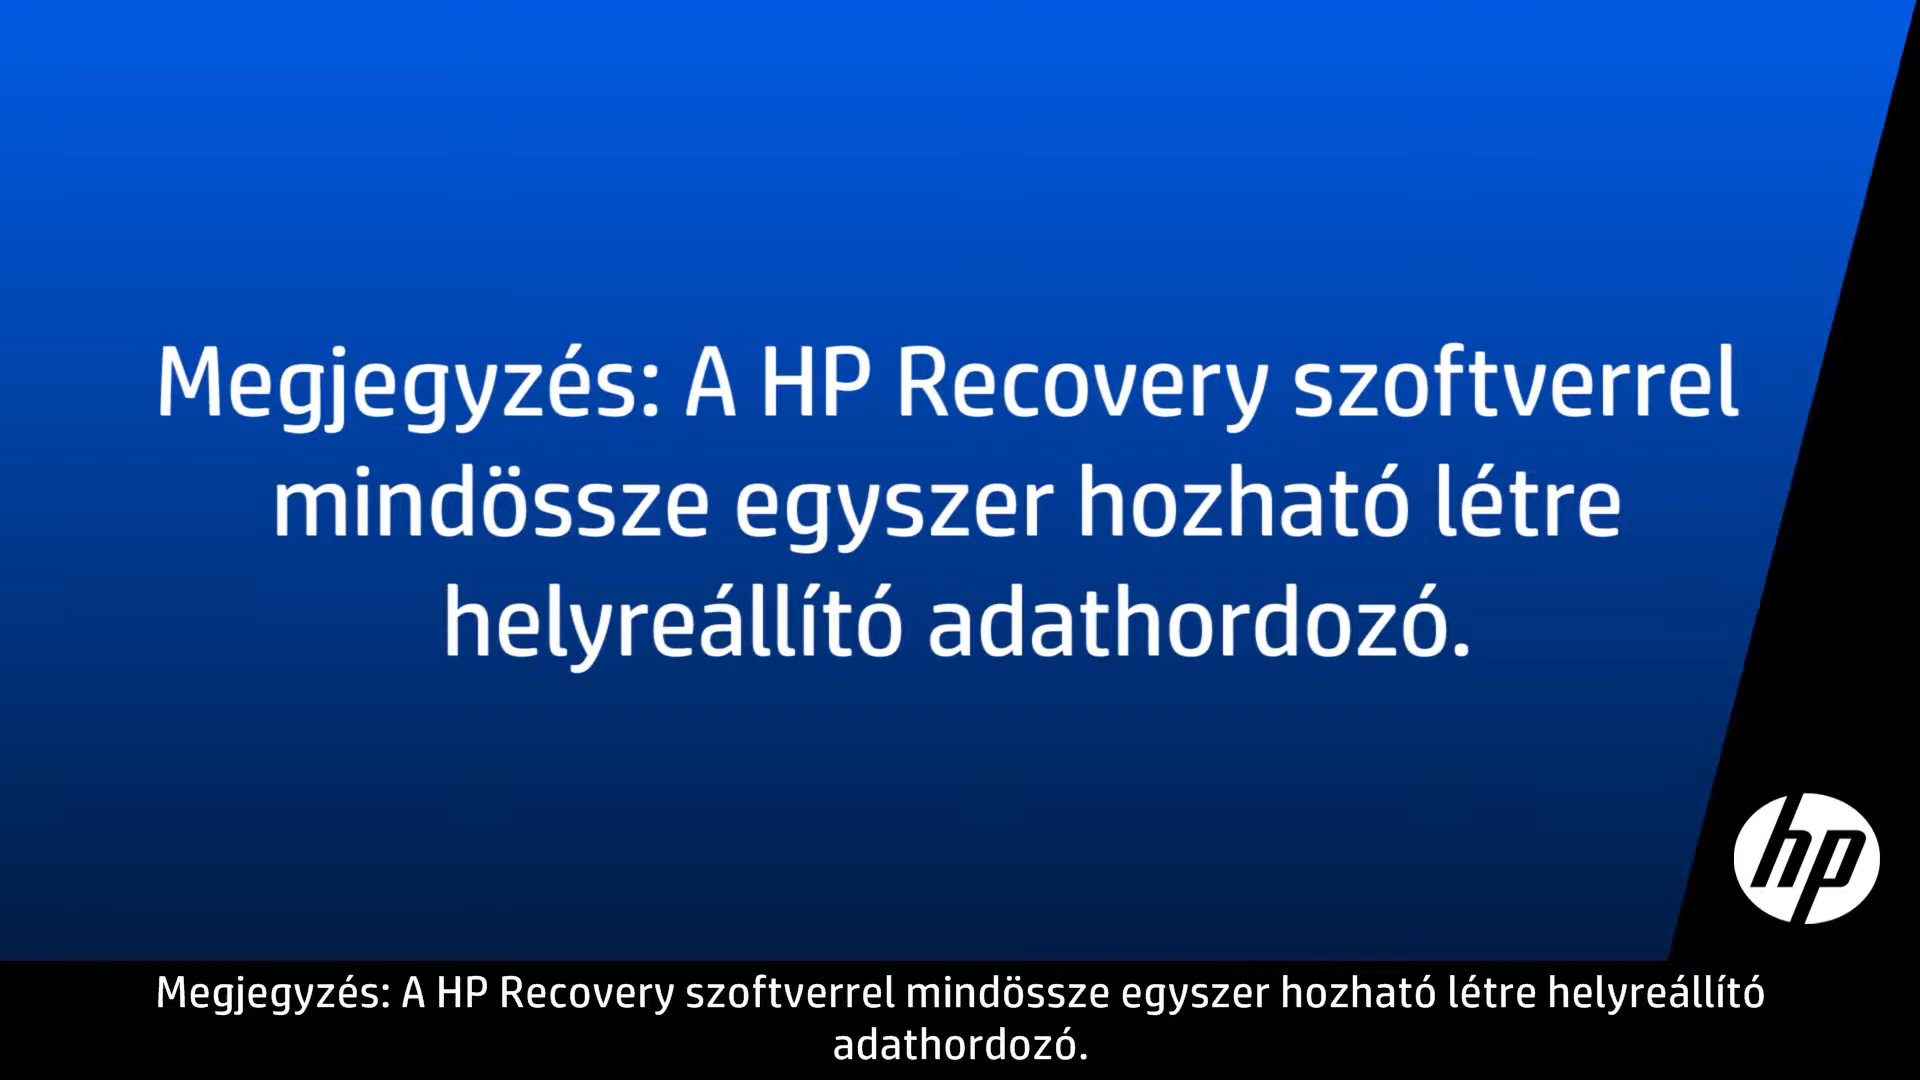 Megjegyzés: A HP Recovery szoftverrel
mindössze egyszer hozható létre
helyreállító adathordozó.
hp
Megjegyzés: A HP Recovery szoftverrel mindössze egyszer hozható létre helyreállító
adathordozó.